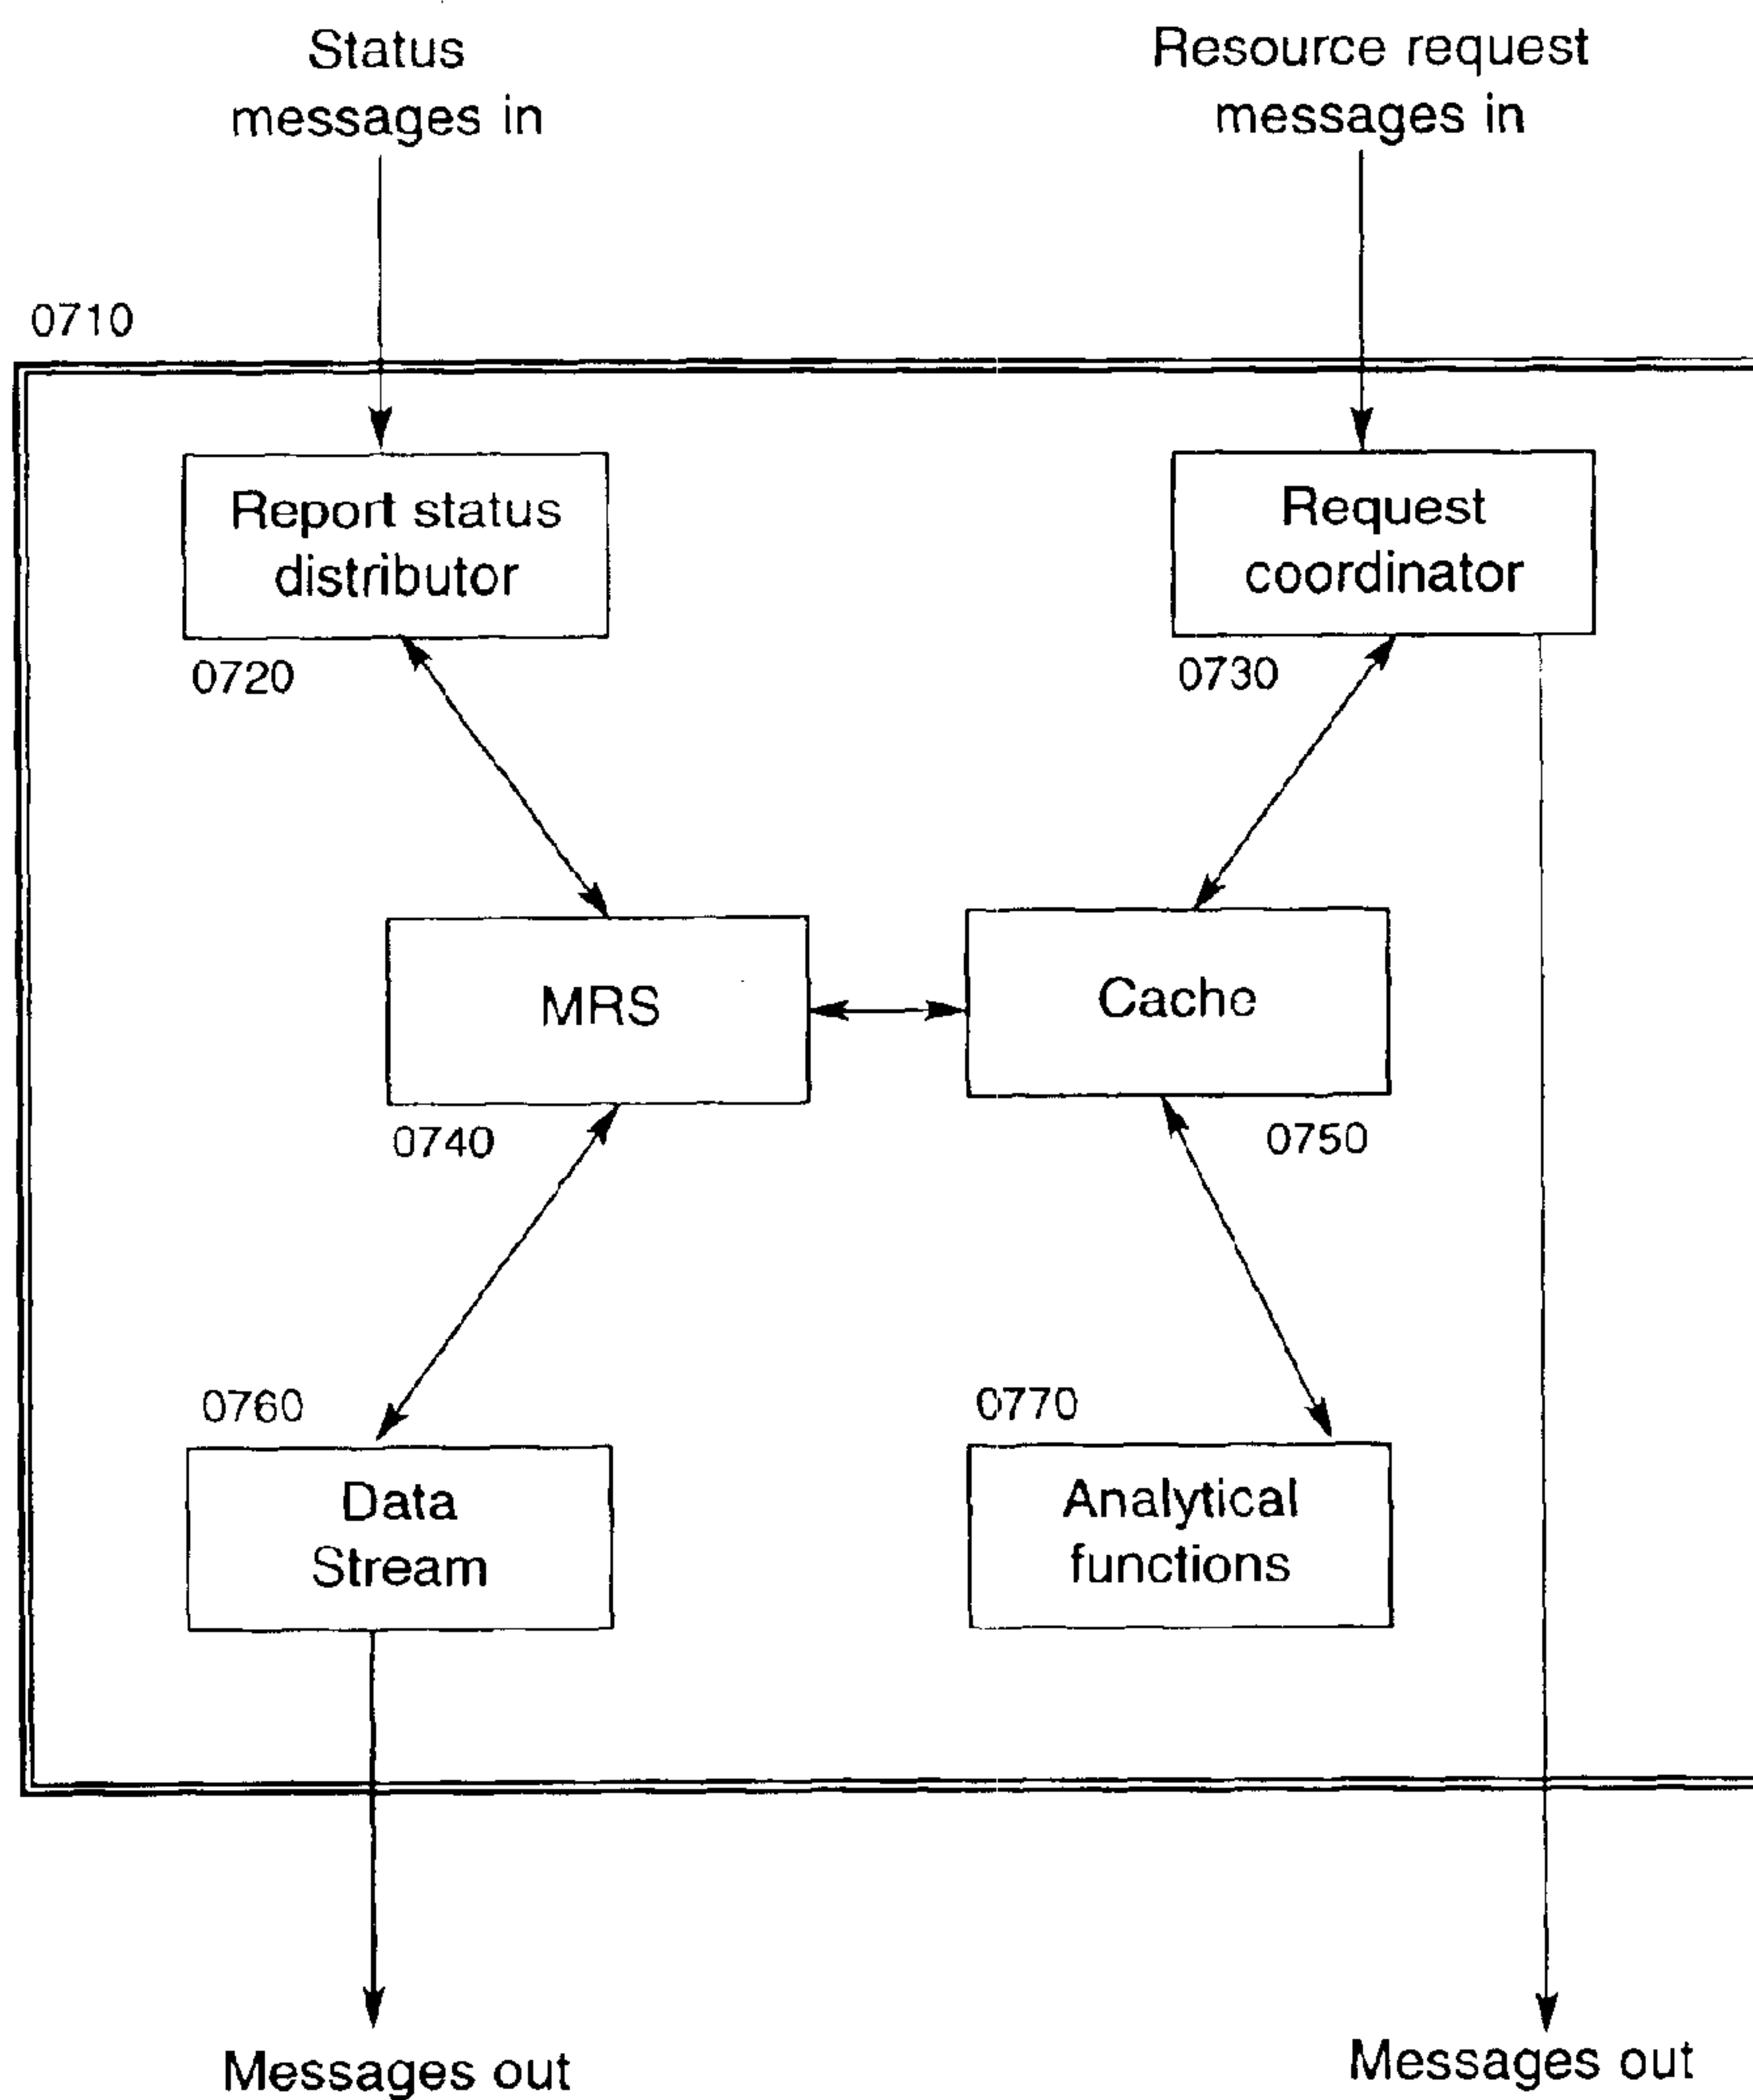 Status
messages in
Resource request
messages in
0710
Report status
distributor
Request
coordinator
0720
0730
MRS
Cache
0740
0750
0760
0770
Data
Stream
Analytical
functions
Messages out
Messages out